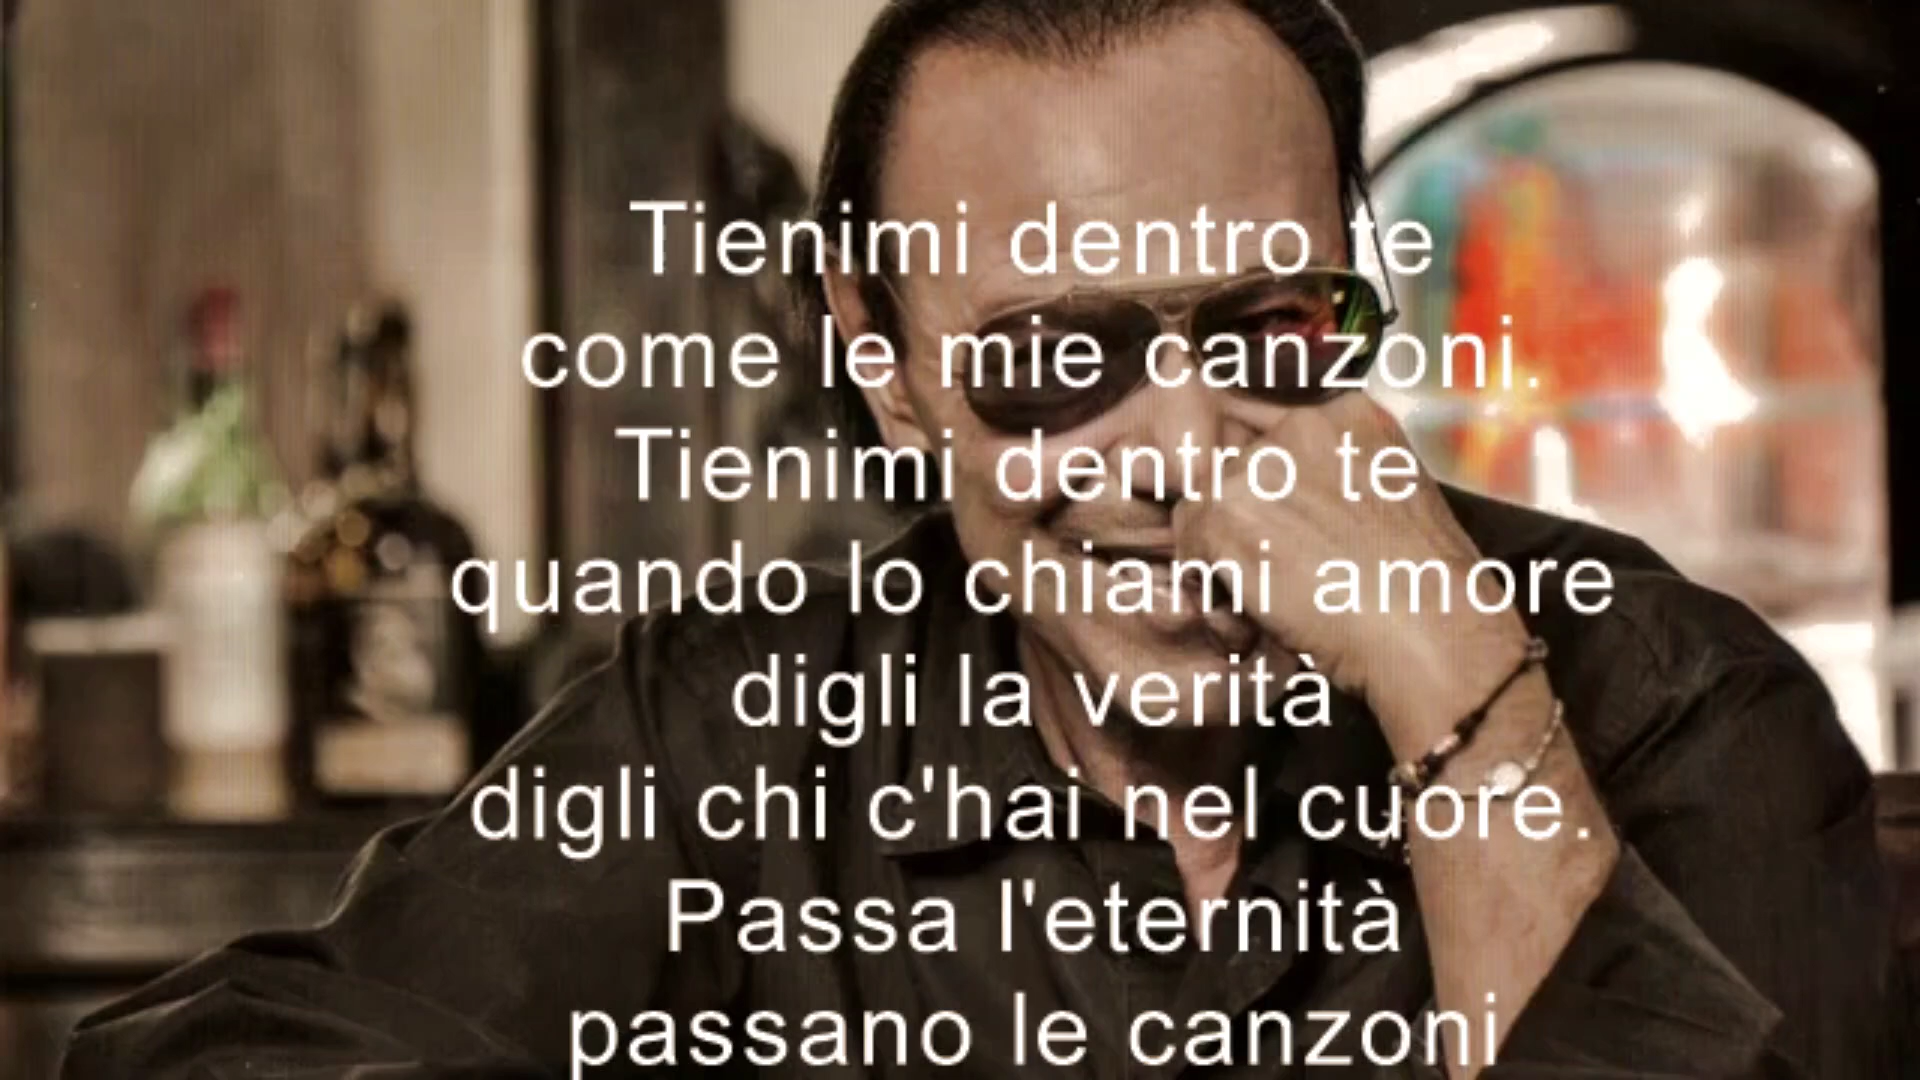 Tienimi dentro te
come le mie canzoni.
Tienimi dentro te
quando lo chiami amore
digli la verità
digli chi c'hai nel cuore.
Passa l'eternità
passano le canzoni